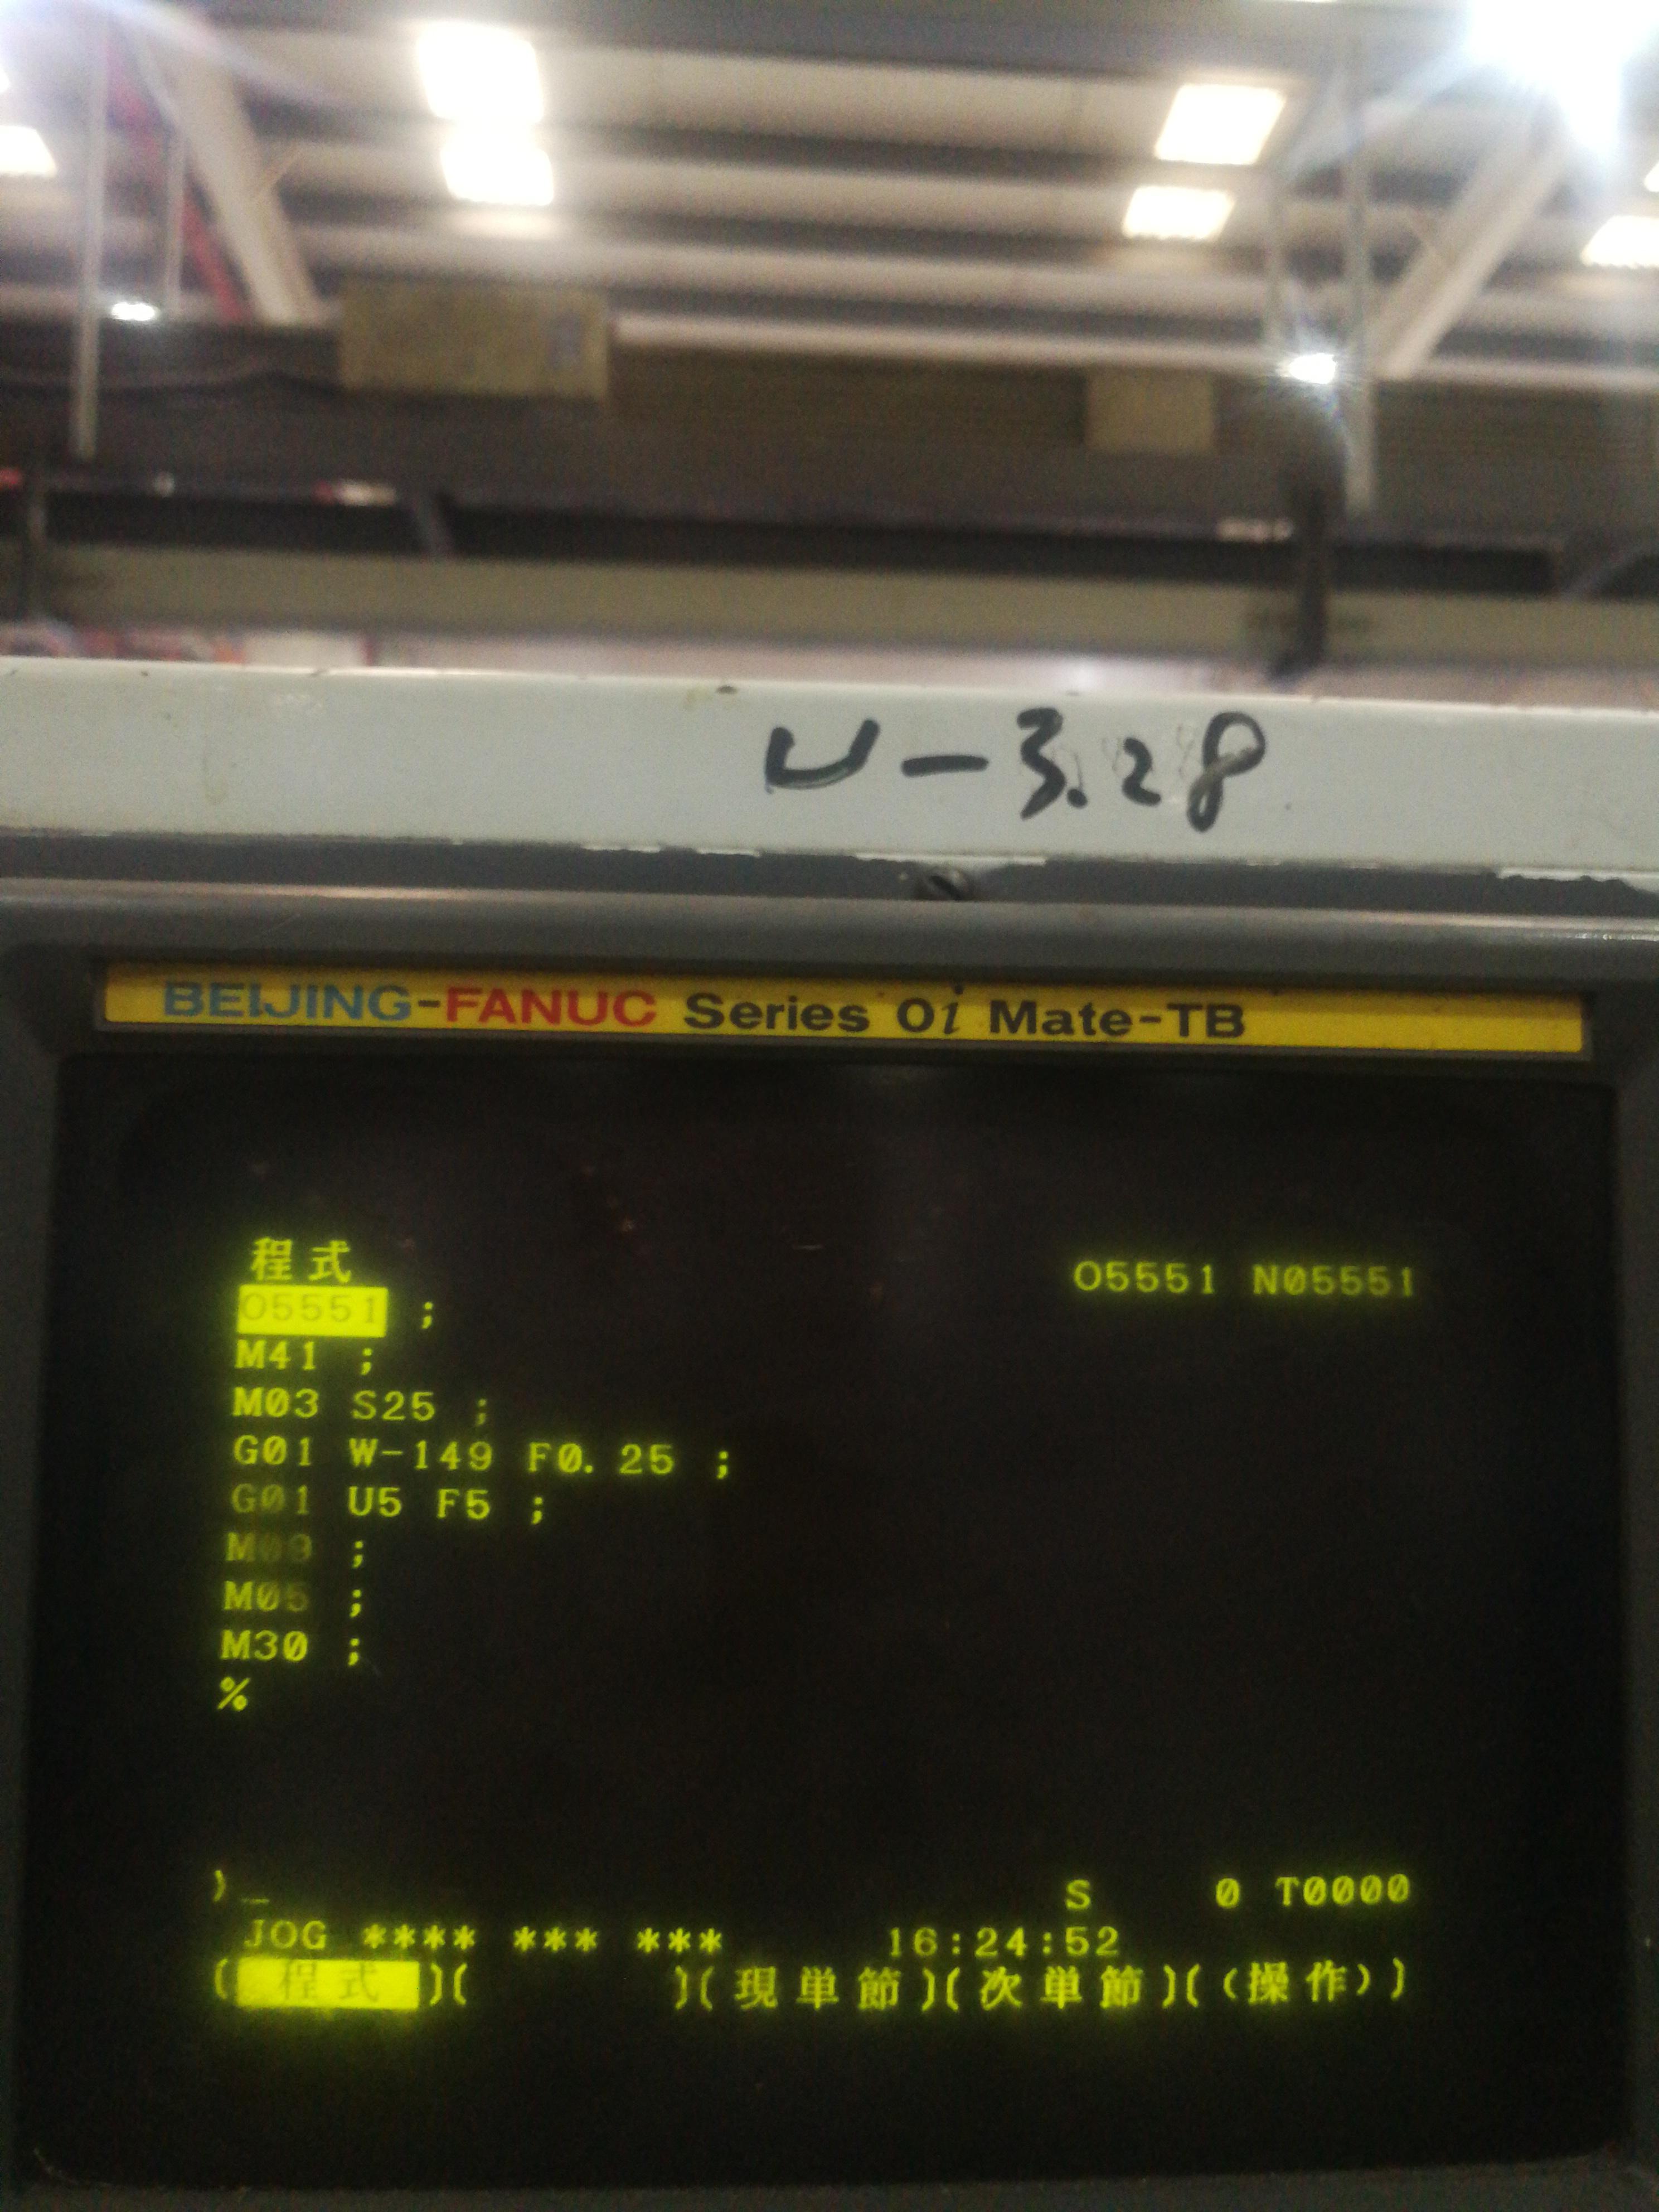 U-3.28
BEIJING-FANUC Series 0i Mate-TB
程式
O5551 N05551
O5551 ;
M41 ;
M03 S25 ;
G01 W-149 F0.25 ;
G01 U5 F5 ;
M09 ;
M05 ;
M30 ;
%
)_
S 0 T0000
JOG **** *** ***
16:24:52
(程式)( )(現単節)(次単節)((操作))